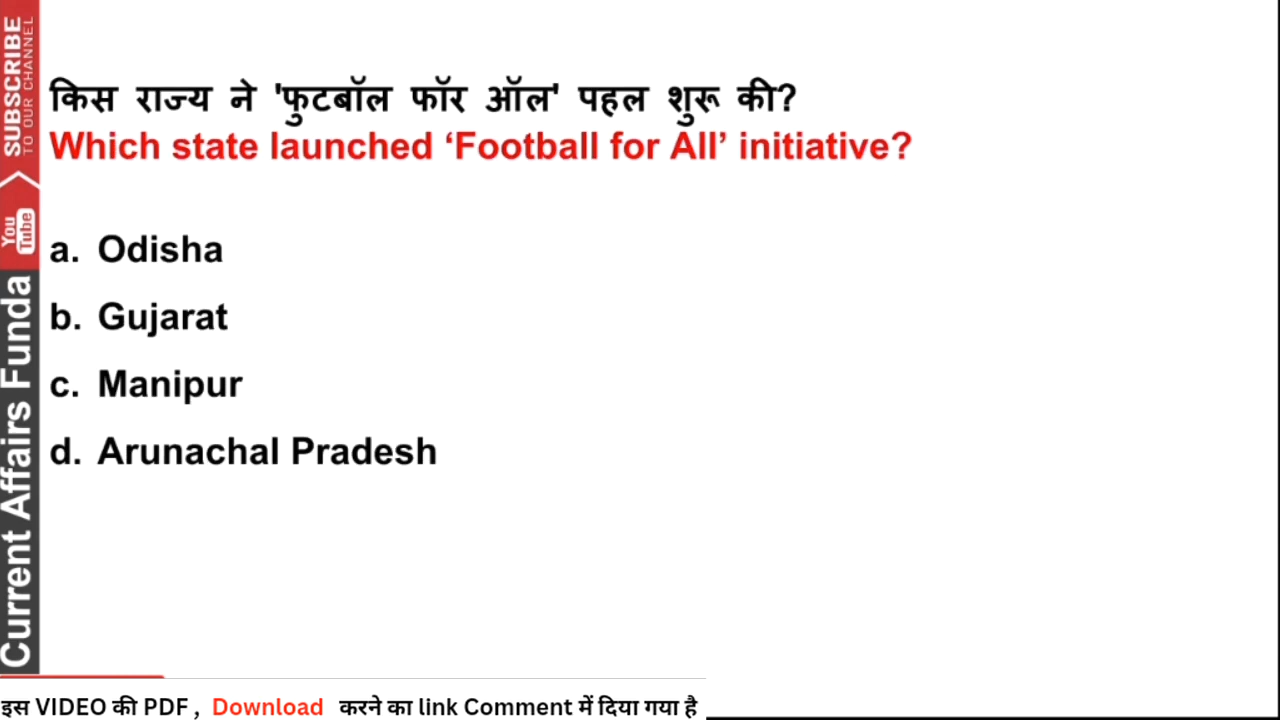 किस राज्य ने 'फुटबॉल फॉर ऑल' पहल शुरू की?
Which state launched ‘Football for All’ initiative?
a. Odisha
b. Gujarat
c. Manipur
d. Arunachal Pradesh
SUBSCRIBE
TO OUR CHANNEL
You
Tube
Current Affairs Funda
इस VIDEO की PDF , Download करने का link Comment में दिया गया है